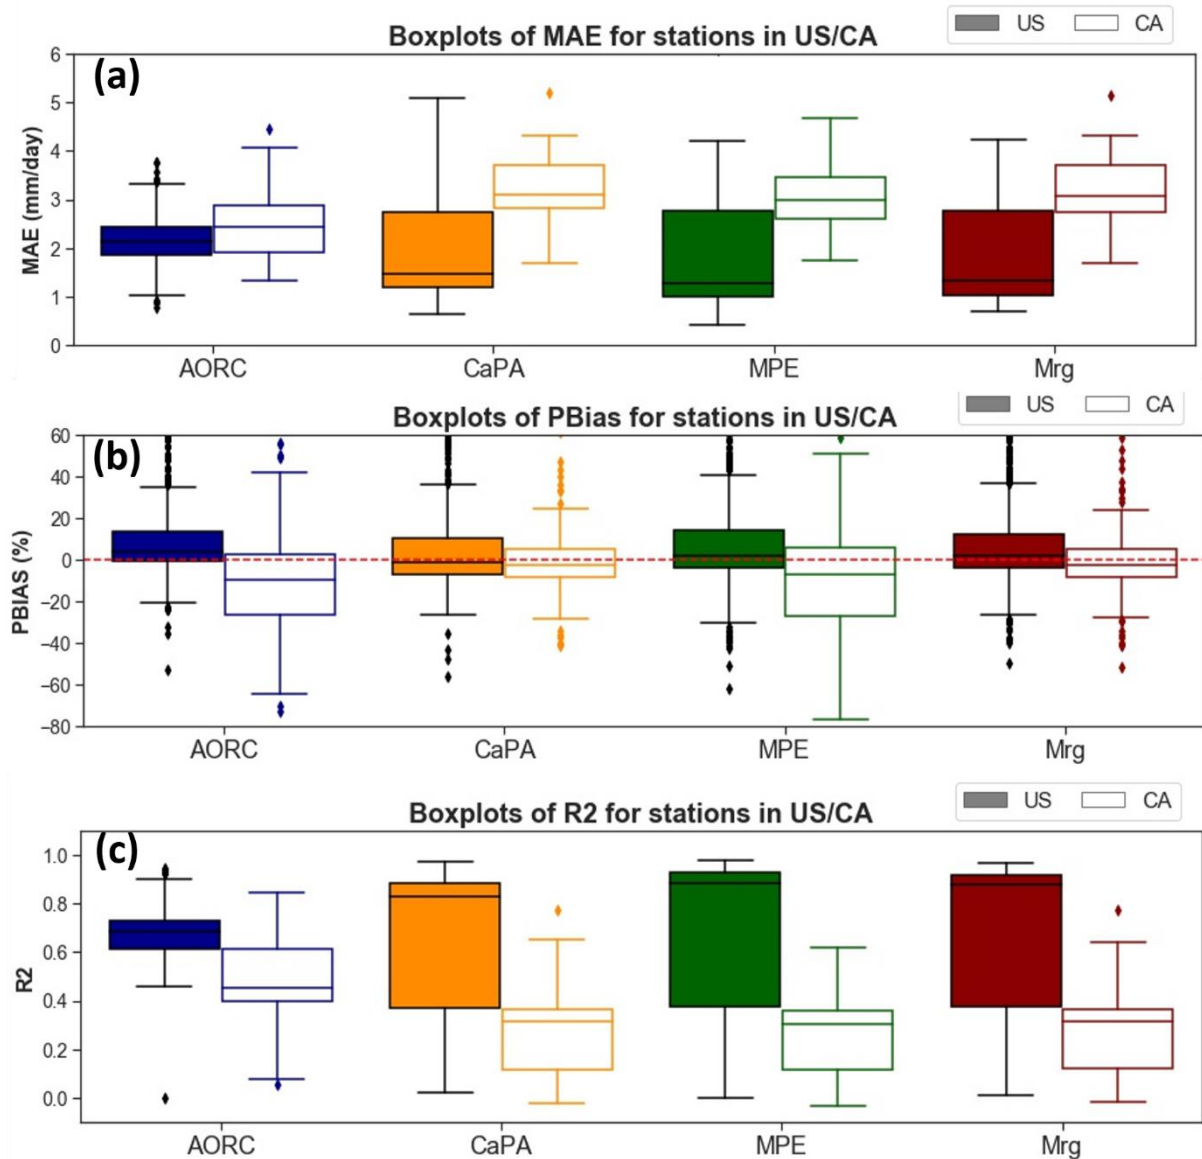 US CA
Boxplots of MAE for stations in US/CA
(a)
MAE (mm/day)
6
5
4
3
2
1
0
AORC CaPA MPE Mrg
US CA
Boxplots of PBias for stations in US/CA
(b)
PBIAS (%)
60
40
20
0
−20
−40
−60
−80
AORC CaPA MPE Mrg
US CA
Boxplots of R2 for stations in US/CA
(c)
R2
1.0
0.8
0.6
0.4
0.2
0.0
AORC CaPA MPE Mrg